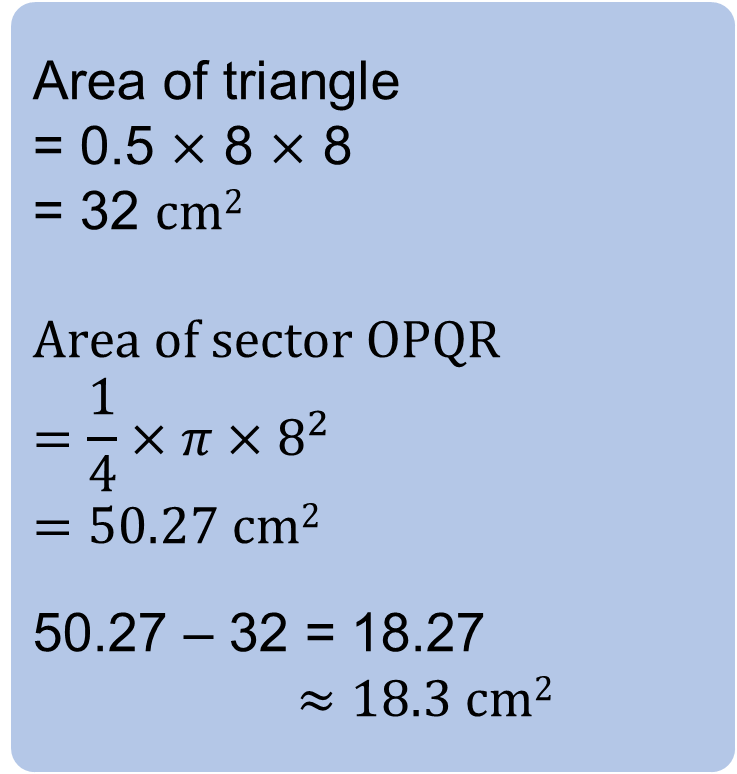 Area of triangle
= 0.5 × 8 × 8
= 32 cm²
Area of sector OPQR
= 1/4 × π × 8²
= 50.27 cm²
50.27 – 32 = 18.27
≈ 18.3 cm²